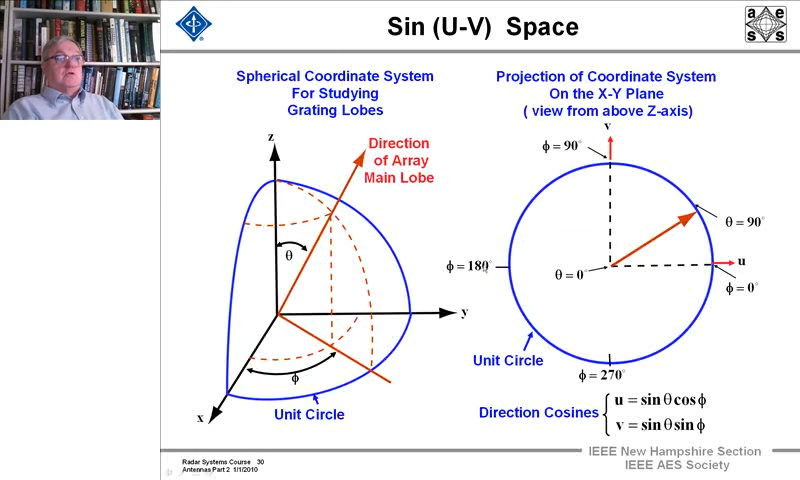 Sin (U-V) Space
a e
s s
Spherical Coordinate System
For Studying
Grating Lobes
Projection of Coordinate System
On the X-Y Plane
( view from above Z-axis)
z
Direction
of Array
Main Lobe
θ
y
ϕ
x
Unit Circle
v
ϕ = 90°
θ = 90°
u
ϕ = 180°
θ = 0°
ϕ = 0°
Unit Circle
ϕ = 270°
Direction Cosines { u = sin θ cos ϕ
v = sin θ sin ϕ
Radar Systems Course 30
Antennas Part 2 1/1/2010
IEEE New Hampshire Section
IEEE AES Society